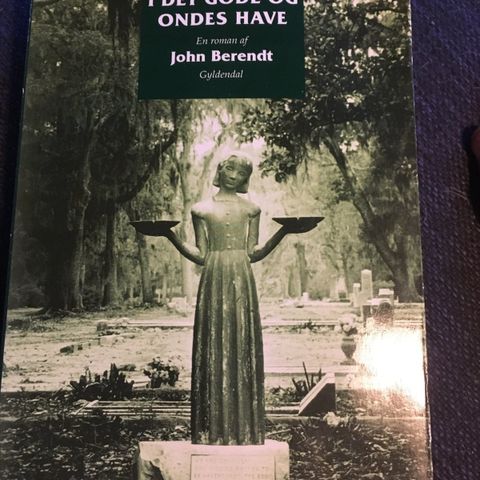 I DET GODE OG
ONDES HAVE
En roman af
John Berendt
Gyldendal